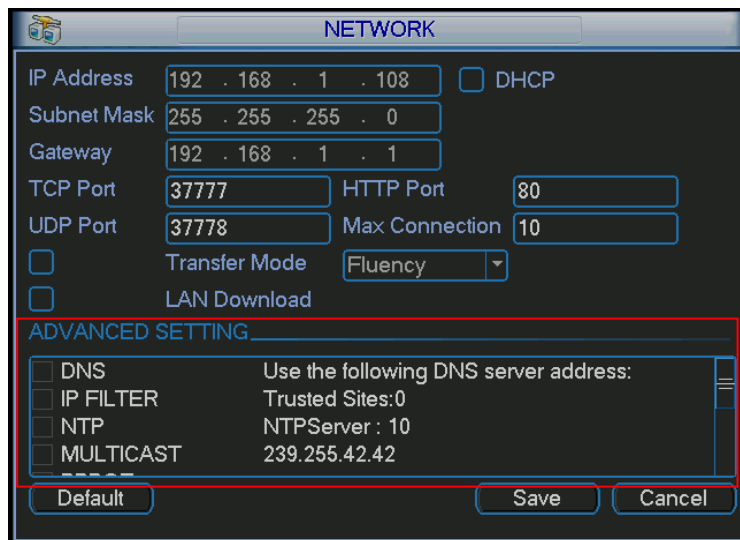 NETWORK
IP Address 192 . 168 . 1 . 108 DHCP
Subnet Mask 255 . 255 . 255 . 0
Gateway 192 . 168 . 1 . 1
TCP Port 37777 HTTP Port 80
UDP Port 37778 Max Connection 10
Transfer Mode Fluency
LAN Download
ADVANCED SETTING
DNS Use the following DNS server address:
IP FILTER Trusted Sites:0
NTP NTPServer : 10
MULTICAST 239.255.42.42
Default Save Cancel